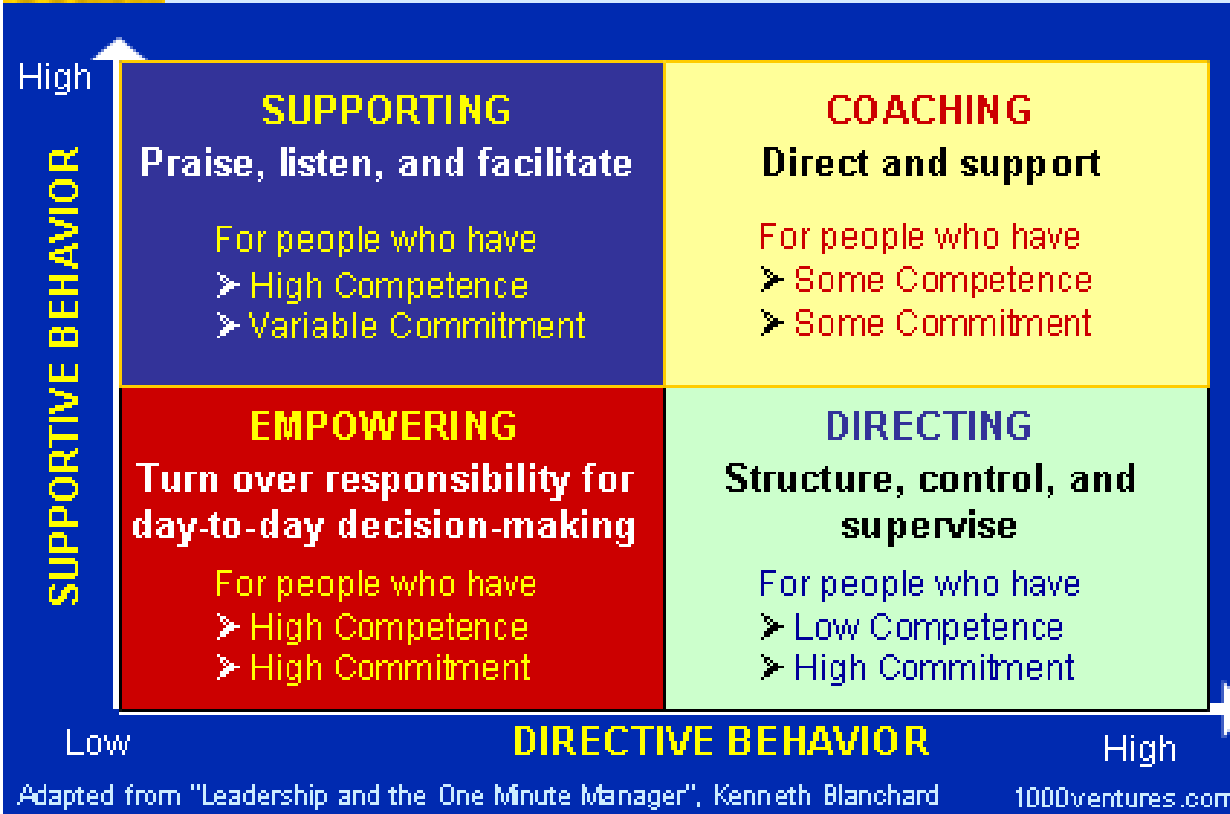 High
SUPPORTIVE BEHAVIOR
SUPPORTING
Praise, listen, and facilitate
For people who have
➢ High Competence
➢ Variable Commitment
COACHING
Direct and support
For people who have
➢ Some Competence
➢ Some Commitment
EMPOWERING
Turn over responsibility for
day-to-day decision-making
For people who have
➢ High Competence
➢ High Commitment
DIRECTING
Structure, control, and
supervise
For people who have
➢ Low Competence
➢ High Commitment
Low
DIRECTIVE BEHAVIOR
High
Adapted from "Leadership and the One Minute Manager", Kenneth Blanchard
1000ventures.com